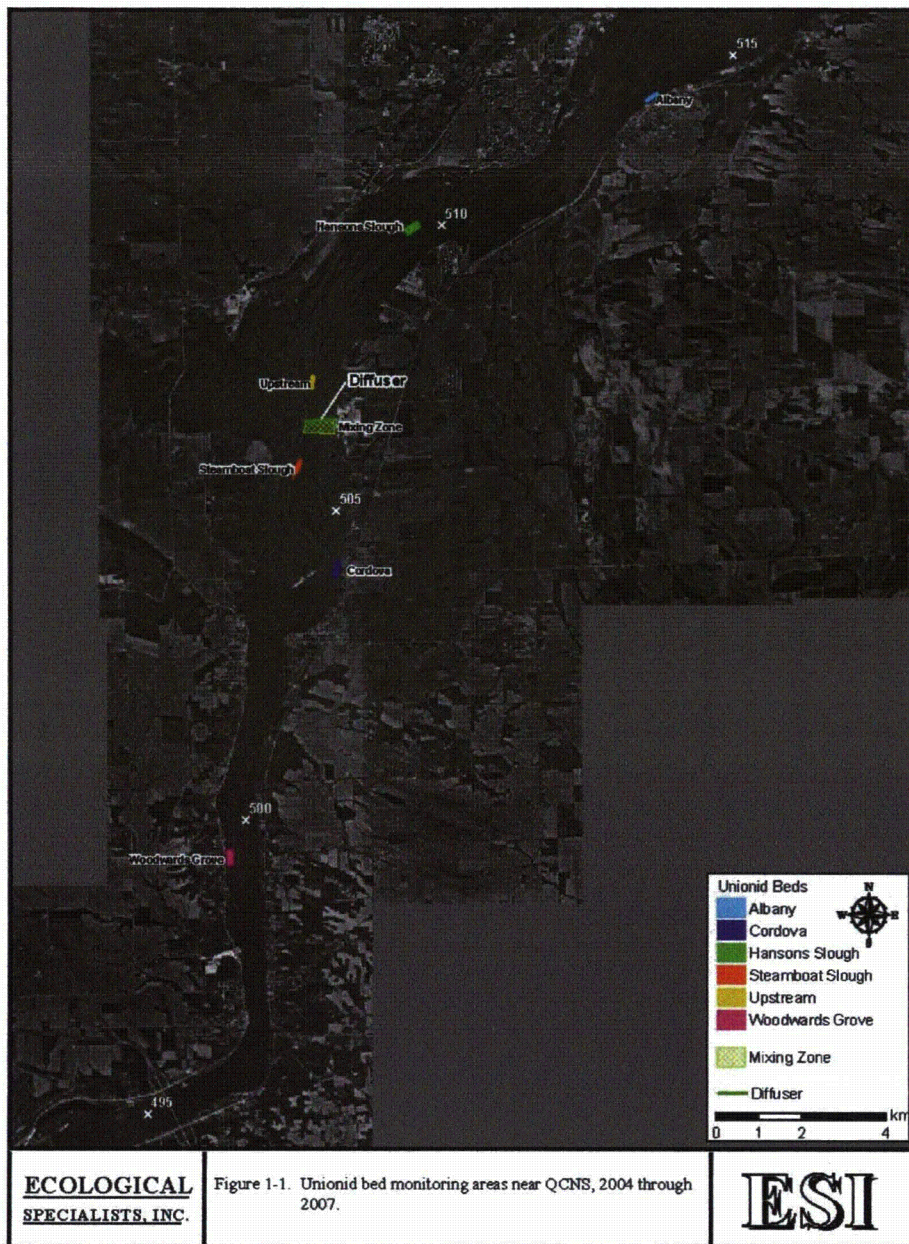 515
Albany
510
Hansons Slough
Upstream
Diffuser
Mixing Zone
Steamboat Slough
505
Cordova
500
Woodwards Grove
495
Unionid Beds
N
W E
S
Albany
Cordova
Hansons Slough
Steamboat Slough
Upstream
Woodwards Grove
Mixing Zone
Diffuser
km
0 1 2 4
ECOLOGICAL
SPECIALISTS, INC.
Figure 1-1. Unionid bed monitoring areas near QCNS, 2004 through
2007.
ESI